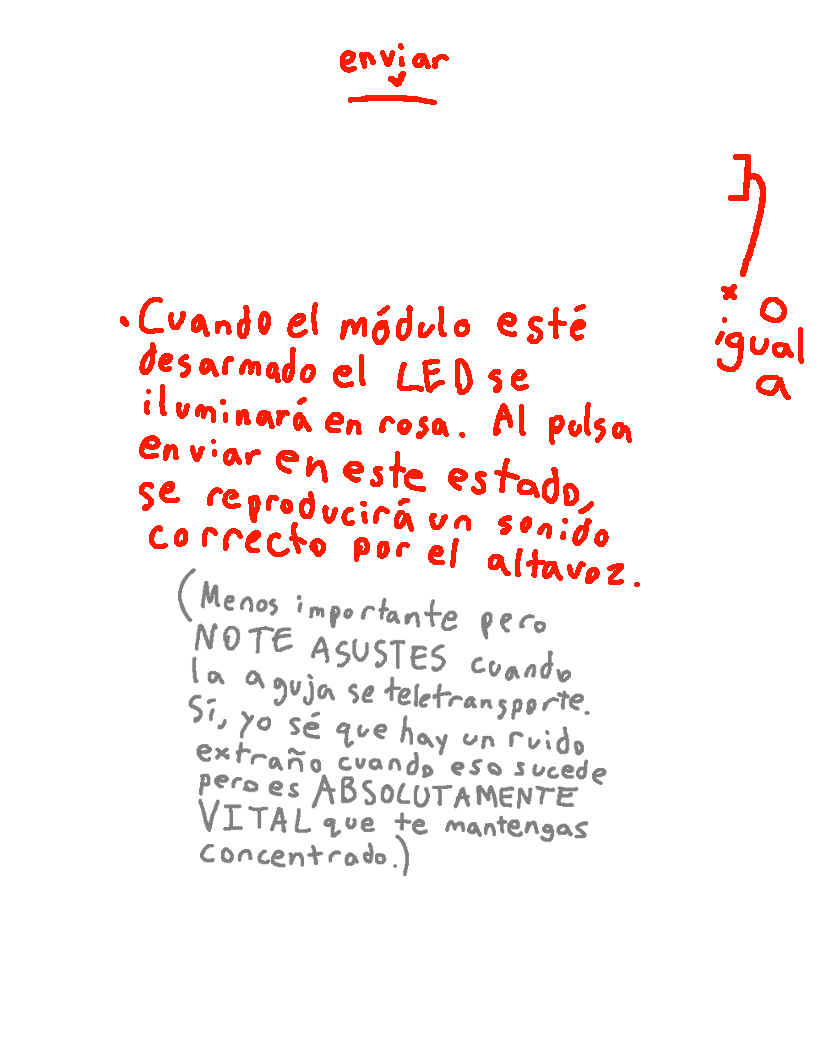 enviar
x o
igual
a
• Cuando el módulo esté
desarmado el LED se
iluminará en rosa. Al pulsa
enviar en este estado,
se reproducirá un sonido
correcto por el altavoz.
(Menos importante pero
NO TE ASUSTES cuando
la aguja se teletransporte.
Sí, yo sé que hay un ruido
extraño cuando eso sucede
pero es ABSOLUTAMENTE
VITAL que te mantengas
concentrado.)